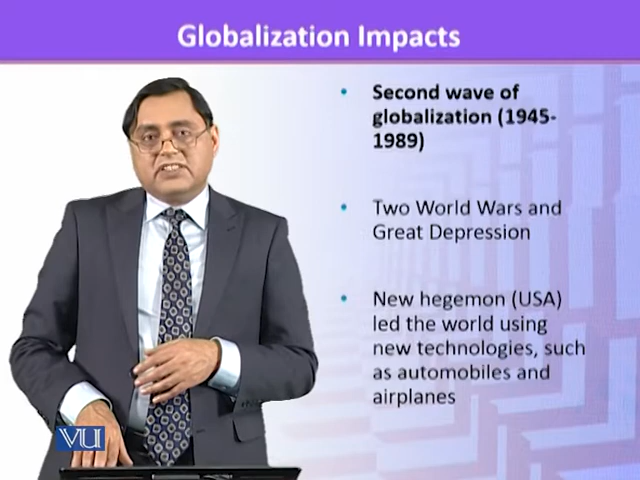 Globalization Impacts
• Second wave of
globalization (1945-
1989)
• Two World Wars and
Great Depression
• New hegemon (USA)
led the world using
new technologies, such
as automobiles and
airplanes
VU